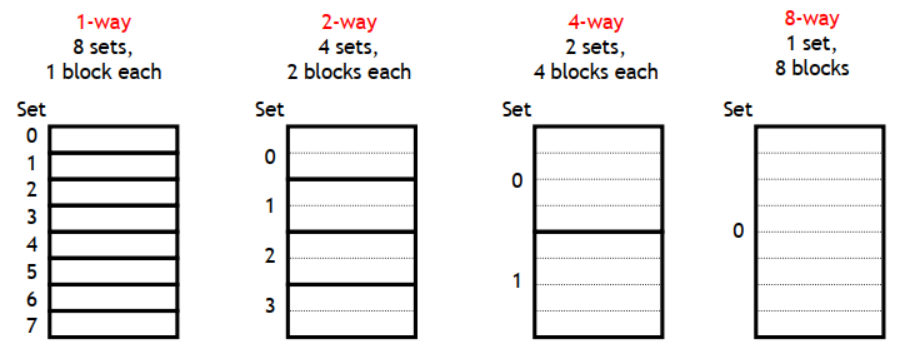 1-way
8 sets,
1 block each
2-way
4 sets,
2 blocks each
4-way
2 sets,
4 blocks each
8-way
1 set,
8 blocks
Set
0
1
2
3
4
5
6
7
Set
0
1
2
3
Set
0
1
Set
0